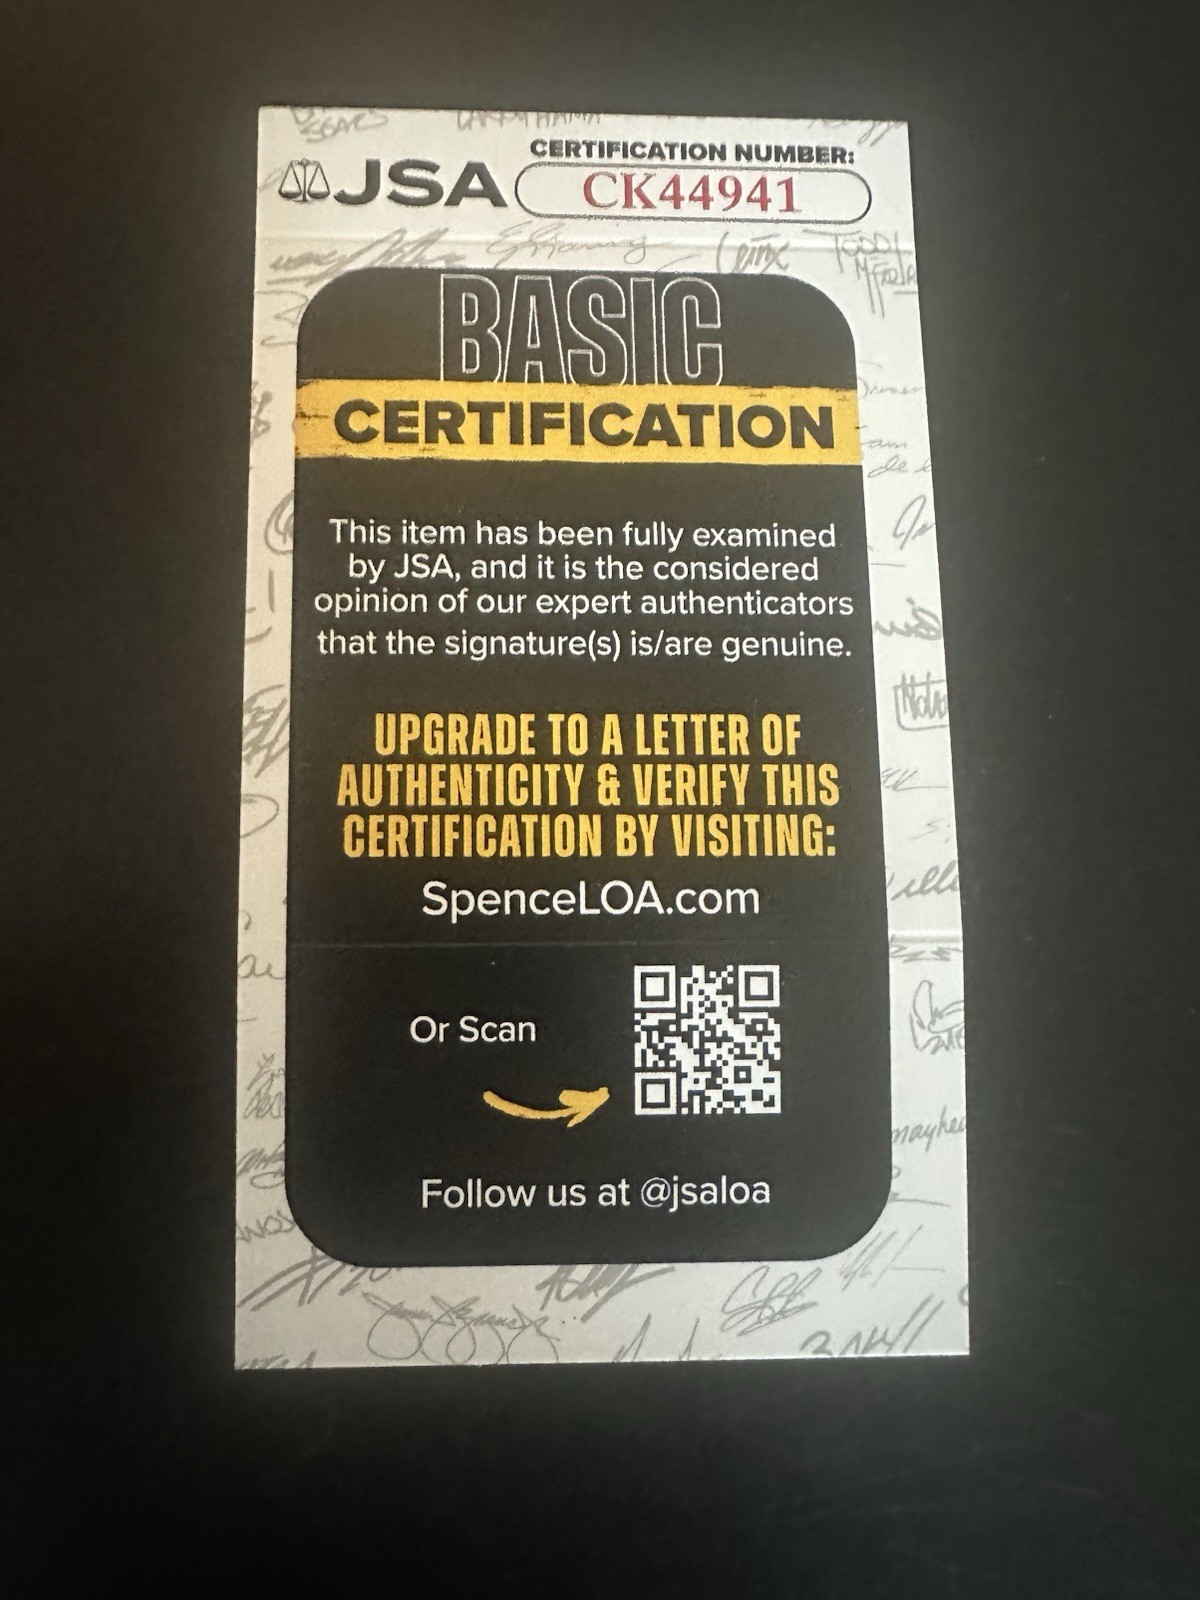 CERTIFICATION NUMBER:
JSA CK44941
BASIC
CERTIFICATION
This item has been fully examined
by JSA, and it is the considered
opinion of our expert authenticators
that the signature(s) is/are genuine.
UPGRADE TO A LETTER OF
AUTHENTICITY & VERIFY THIS
CERTIFICATION BY VISITING:
SpenceLOA.com
Or Scan
Follow us at @jsaloa